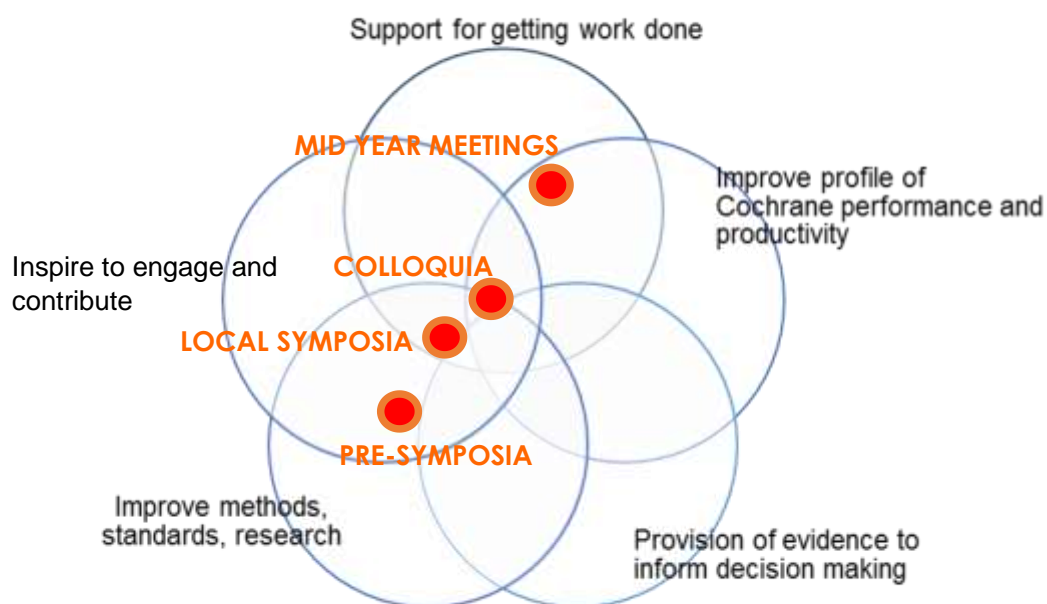 Support for getting work done
MID YEAR MEETINGS
Improve profile of
Cochrane performance and
productivity
Inspire to engage and
contribute
COLLOQUIA
LOCAL SYMPOSIA
PRE-SYMPOSIA
Improve methods,
standards, research
Provision of evidence to
inform decision making